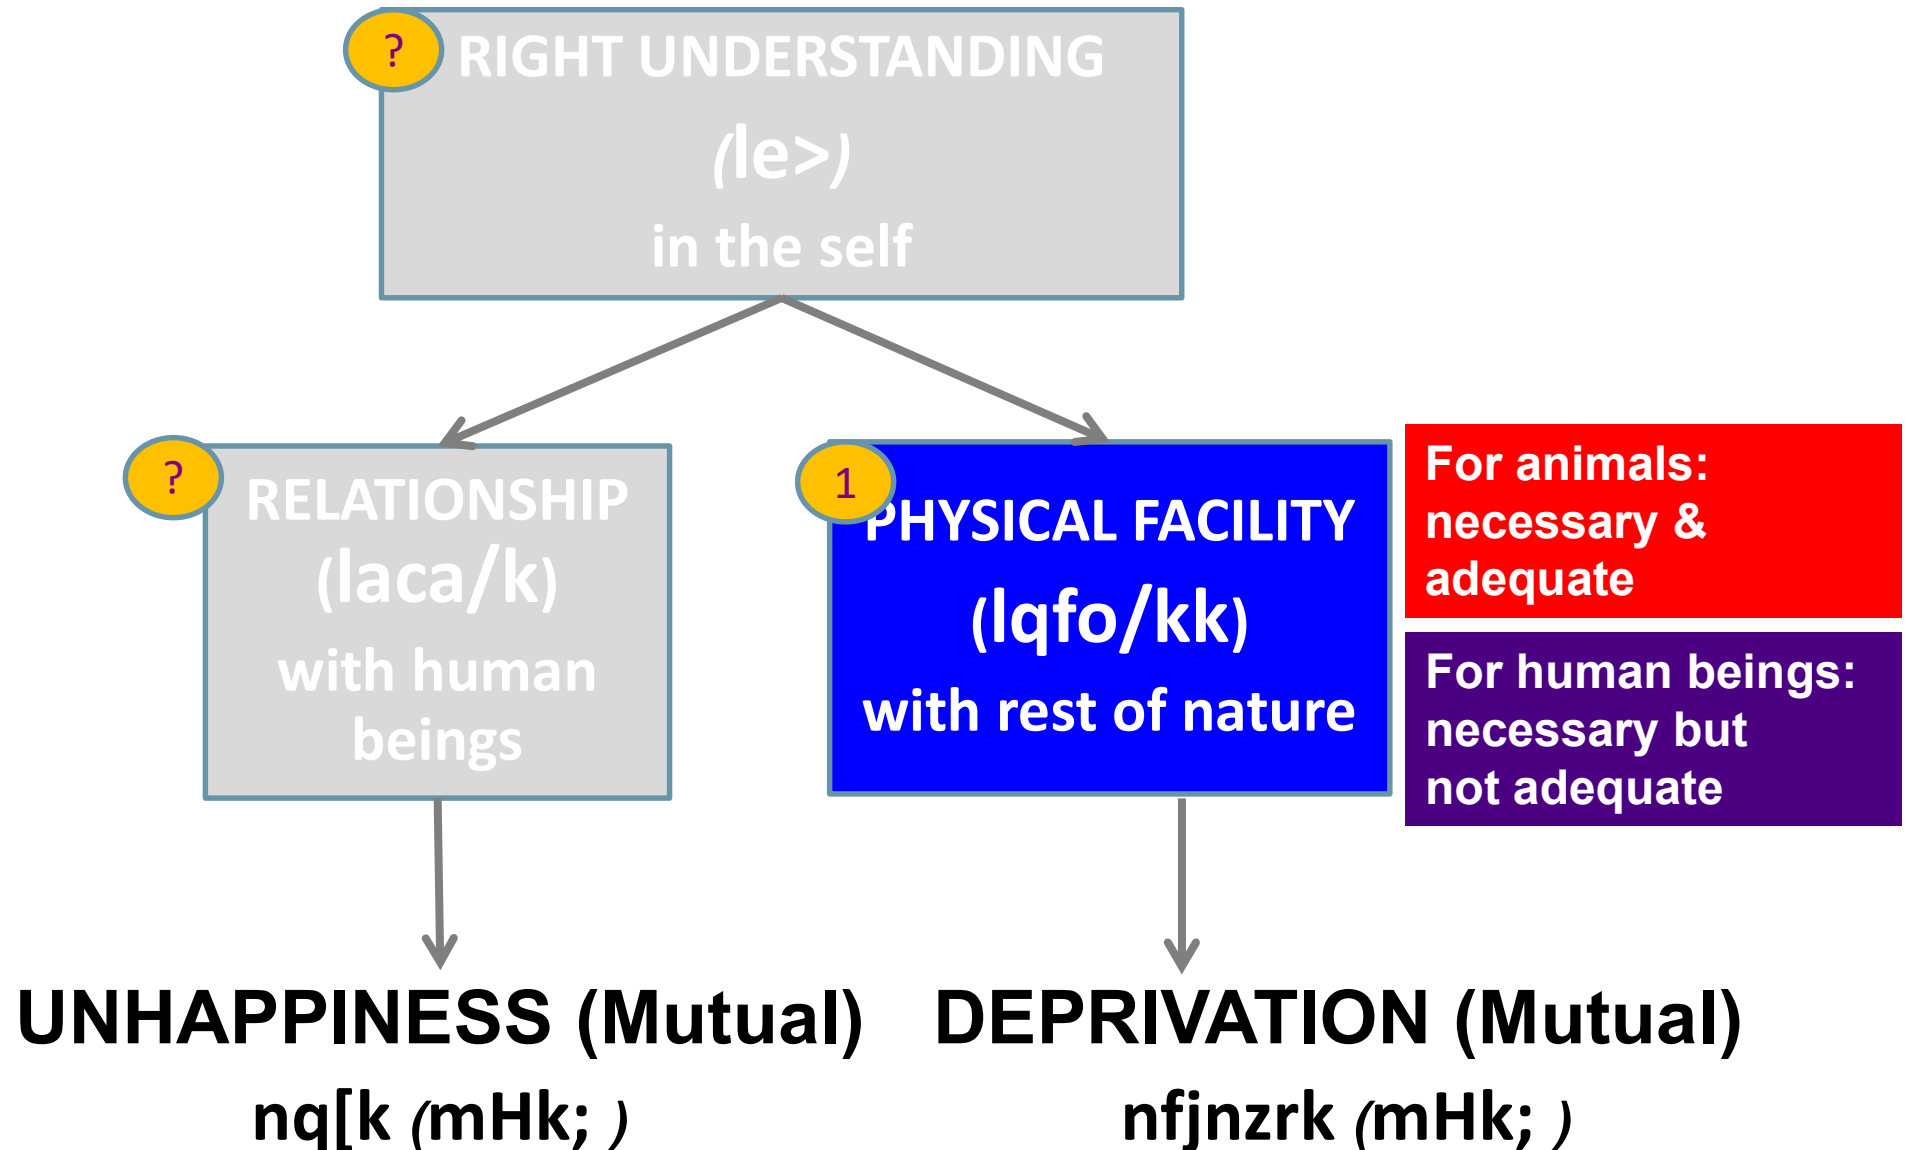 ?
RIGHT UNDERSTANDING
(le>)
in the self
?
RELATIONSHIP
(laca/k)
with human
beings
1
PHYSICAL FACILITY
(lqfo/kk)
with rest of nature
For animals:
necessary &
adequate
For human beings:
necessary but
not adequate
UNHAPPINESS (Mutual)
nq[k (mHk; )
DEPRIVATION (Mutual)
nfjnzrk (mHk; )